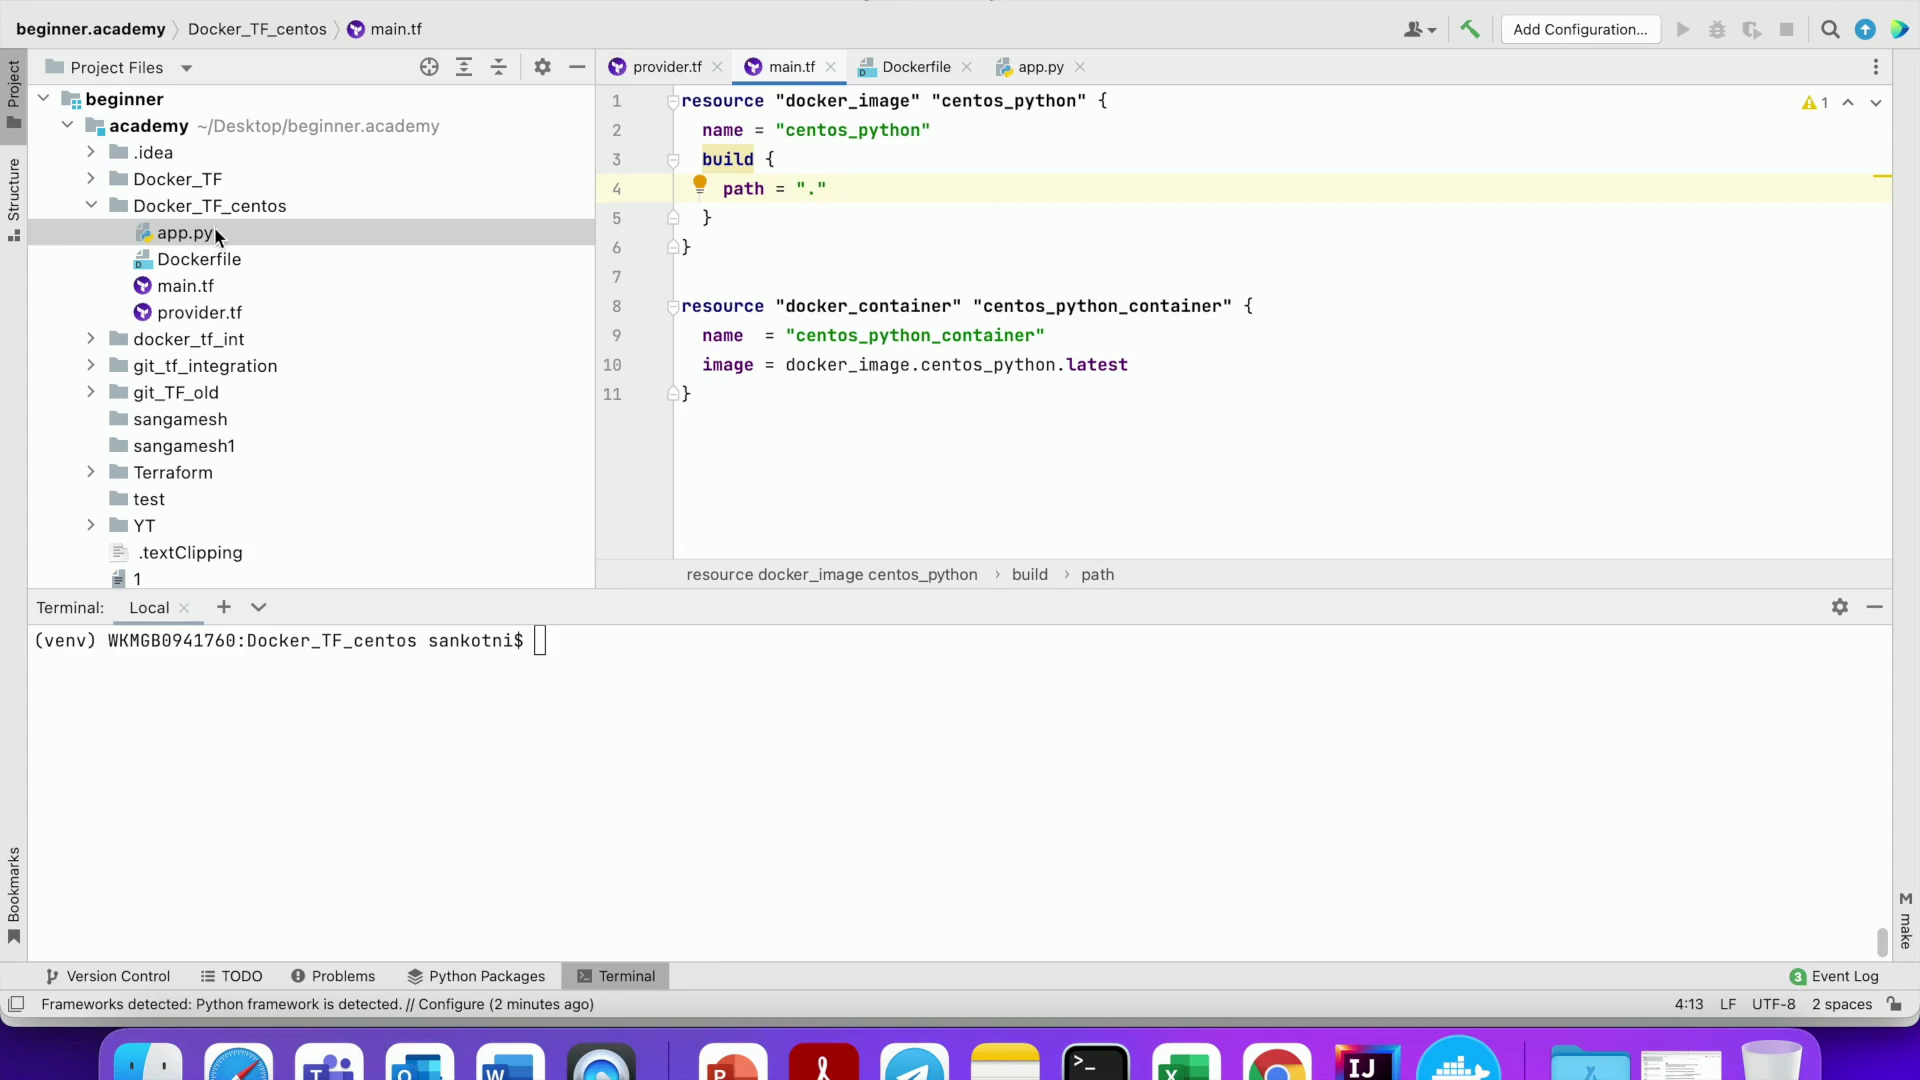 beginner.academy Docker_TF_centos main.tf
Add Configuration...
Project
Structure
Bookmarks
Project Files
beginner
academy ~/Desktop/beginner.academy
.idea
Docker_TF
Docker_TF_centos
app.py
Dockerfile
main.tf
provider.tf
docker_tf_int
git_tf_integration
git_TF_old
sangamesh
sangamesh1
Terraform
test
YT
.textClipping
1
provider.tf main.tf Dockerfile app.py
1 resource "docker_image" "centos_python" {
2 name = "centos_python"
3 build {
4 path = "."
5 }
6 }
7
8 resource "docker_container" "centos_python_container" {
9 name = "centos_python_container"
10 image = docker_image.centos_python.latest
11 }
1
resource docker_image centos_python › build › path
Terminal: Local
(venv) WKMGB0941760:Docker_TF_centos sankotni$
M make
Version Control TODO Problems Python Packages Terminal
3 Event Log
Frameworks detected: Python framework is detected. // Configure (2 minutes ago)
4:13 LF UTF-8 2 spaces